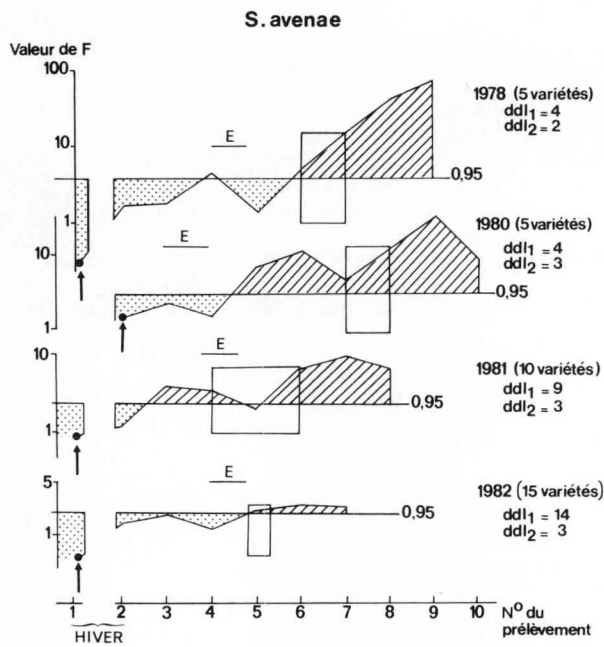 S. avenae
Valeur de F
100
10
1
E
0,95
1978 (5 variétés)
ddl1 = 4
ddl2 = 2
10
1
E
0,95
1980 (5 variétés)
ddl1 = 4
ddl2 = 3
10
1
E
0,95
1981 (10 variétés)
ddl1 = 9
ddl2 = 3
5
1
E
0,95
1982 (15 variétés)
ddl1 = 14
ddl2 = 3
1 2 3 4 5 6 7 8 9 10
HIVER
N° du
prélèvement